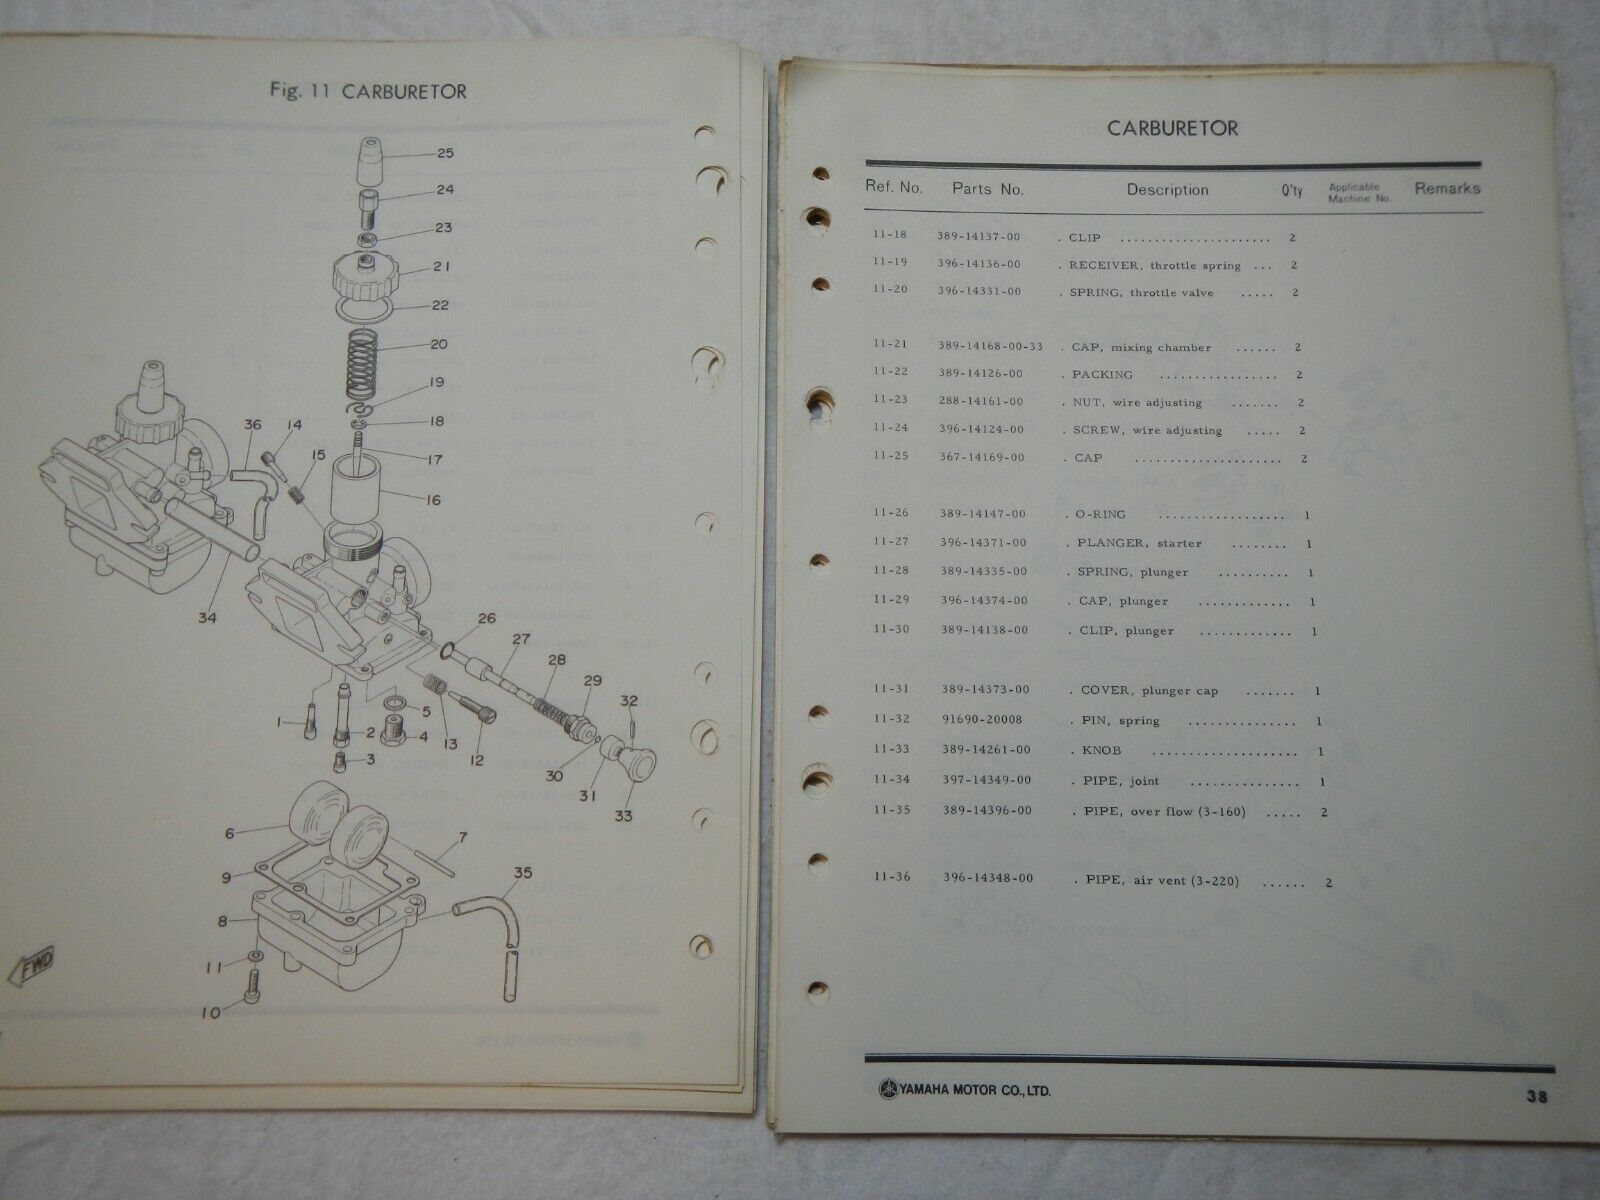 Fig. 11 CARBURETOR
25
24
23
21
22
20
19
18
17
16
36
14
15
34
26
27
28
29
32
1
2
3
5
4
13
12
30
31
33
6
7
9
8
35
11
10
FWD
CARBURETOR
Ref. No. Parts No. Description Q'ty Applicable Machine No. Remarks
11-18 389-14137-00 . CLIP ...................... 2
11-19 396-14136-00 . RECEIVER, throttle spring ... 2
11-20 396-14331-00 . SPRING, throttle valve ..... 2
11-21 389-14168-00-33 . CAP, mixing chamber ...... 2
11-22 389-14126-00 . PACKING ................. 2
11-23 288-14161-00 . NUT, wire adjusting ....... 2
11-24 396-14124-00 . SCREW, wire adjusting ..... 2
11-25 367-14169-00 . CAP ..................... 2
11-26 389-14147-00 . O-RING .................. 1
11-27 396-14371-00 . PLANGER, starter ........ 1
11-28 389-14335-00 . SPRING, plunger .......... 1
11-29 396-14374-00 . CAP, plunger ............. 1
11-30 389-14138-00 . CLIP, plunger ............. 1
11-31 389-14373-00 . COVER, plunger cap ....... 1
11-32 91690-20008 . PIN, spring ............... 1
11-33 389-14261-00 . KNOB ..................... 1
11-34 397-14349-00 . PIPE, joint ............... 1
11-35 389-14396-00 . PIPE, over flow (3-160) ..... 2
11-36 396-14348-00 . PIPE, air vent (3-220) ...... 2
YAMAHA MOTOR CO., LTD.
38